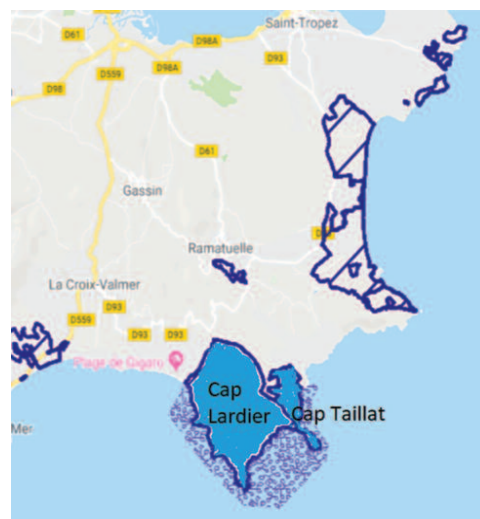 Saint-Tropez
D61
D98A
D559
D98A
D93
D98
D61
Gassin
Ramatuelle
La Croix-Valmer
D93
D559
D93
D93
Plage de Gigaro
Cap
Lardier
Cap Taillat
Mer